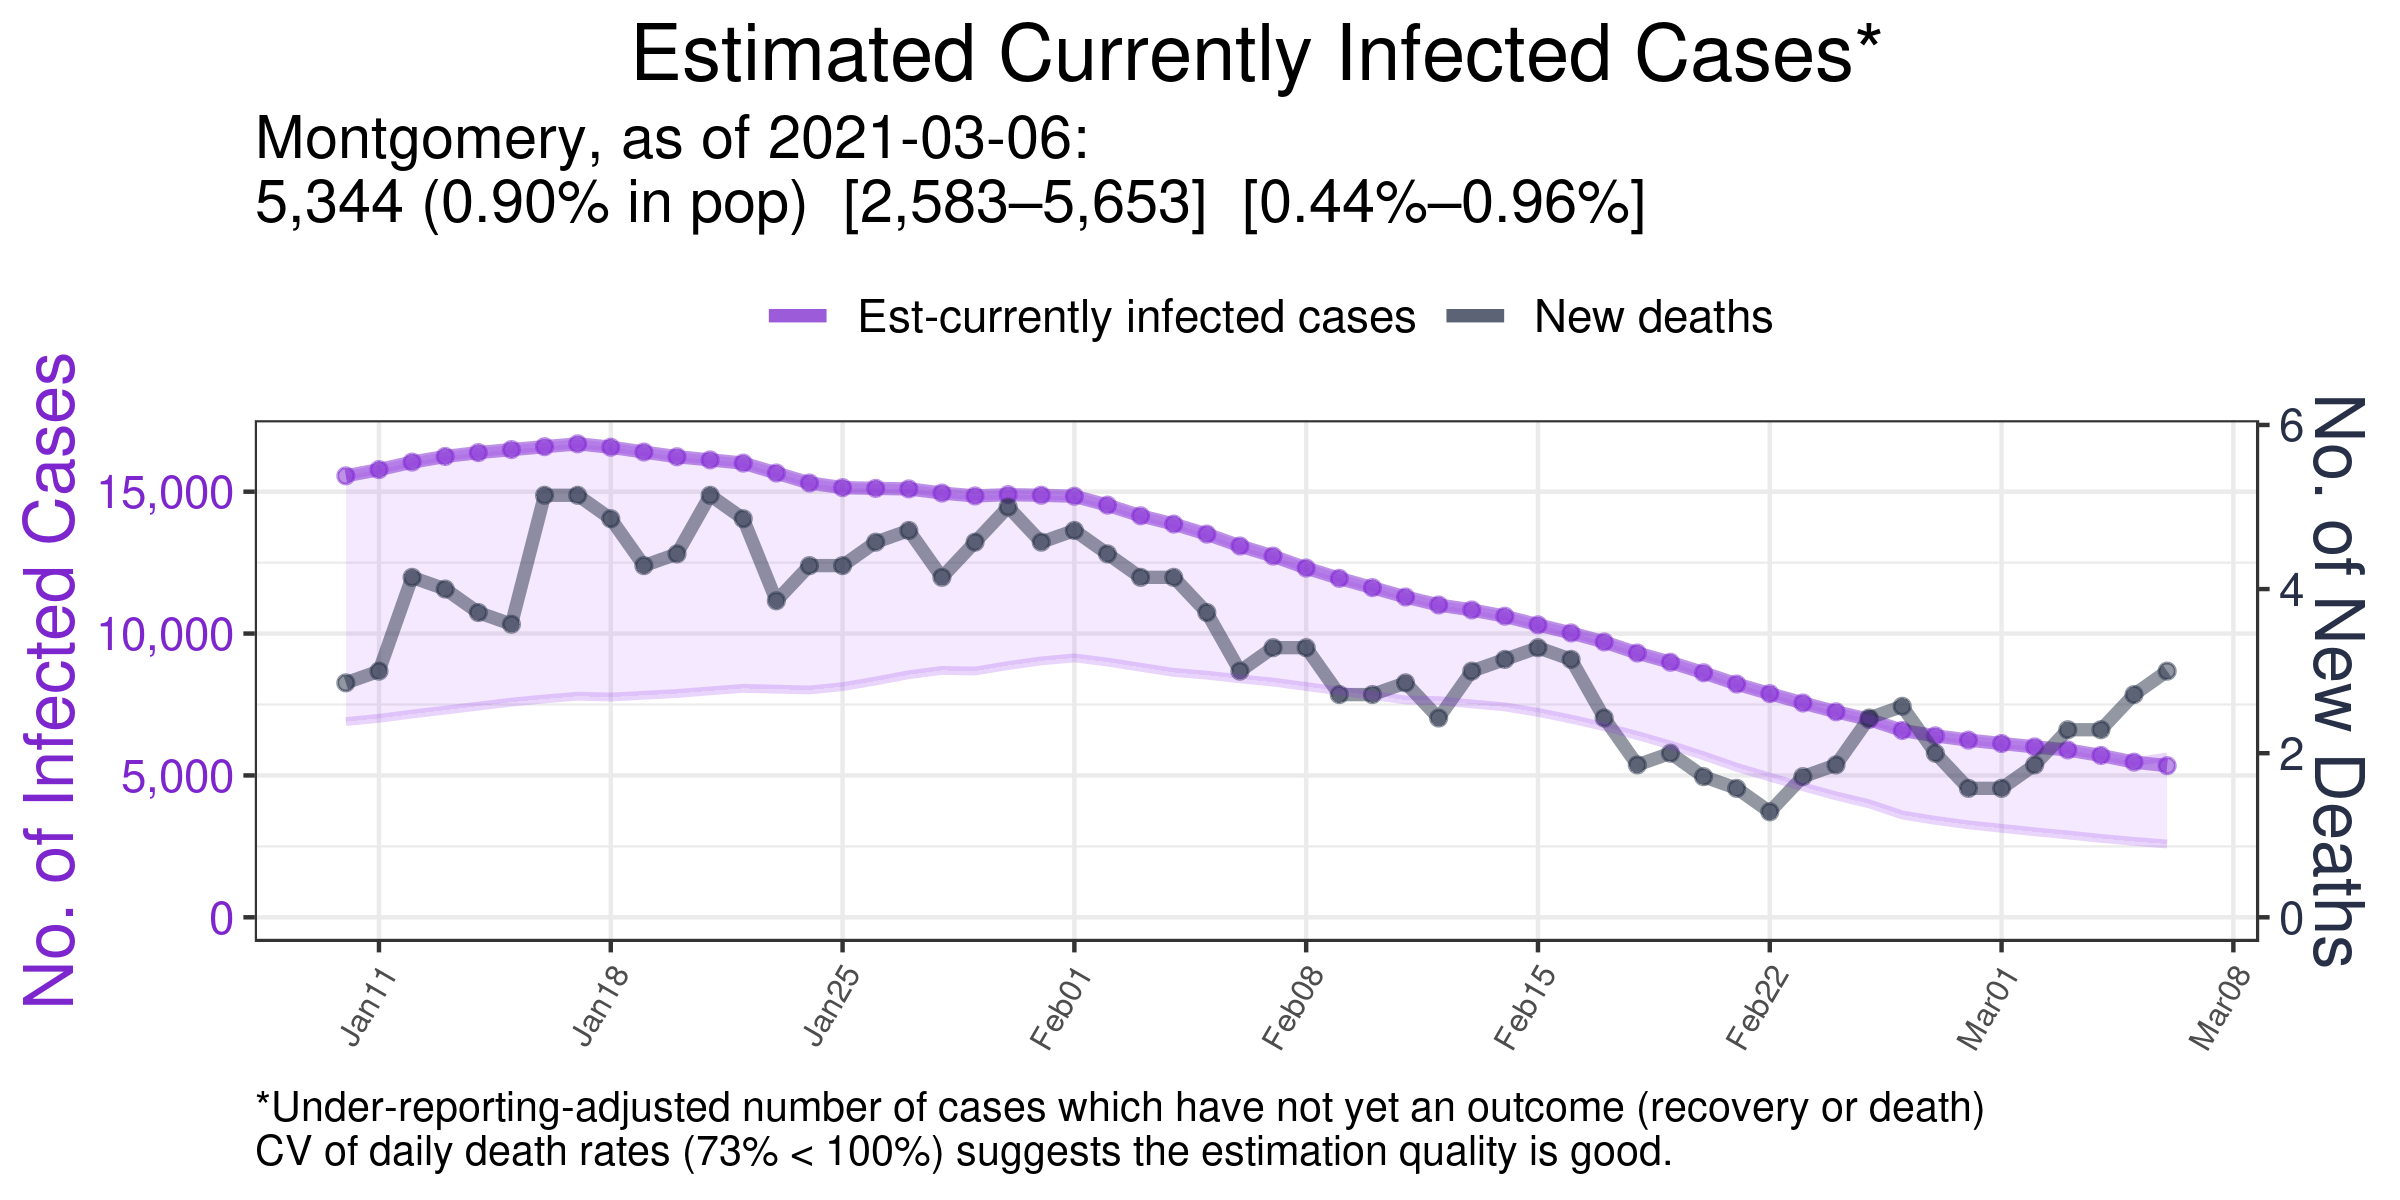 Estimated Currently Infected Cases*
Montgomery, as of 2021-03-06:
5,344 (0.90% in pop)  [2,583–5,653]  [0.44%–0.96%]
Est-currently infected cases
New deaths
No. of Infected Cases
15,000
10,000
5,000
0
6
4
2
0
No. of New Deaths
Jan11
Jan18
Jan25
Feb01
Feb08
Feb15
Feb22
Mar01
Mar08
*Under-reporting-adjusted number of cases which have not yet an outcome (recovery or death)
CV of daily death rates (73% < 100%) suggests the estimation quality is good.